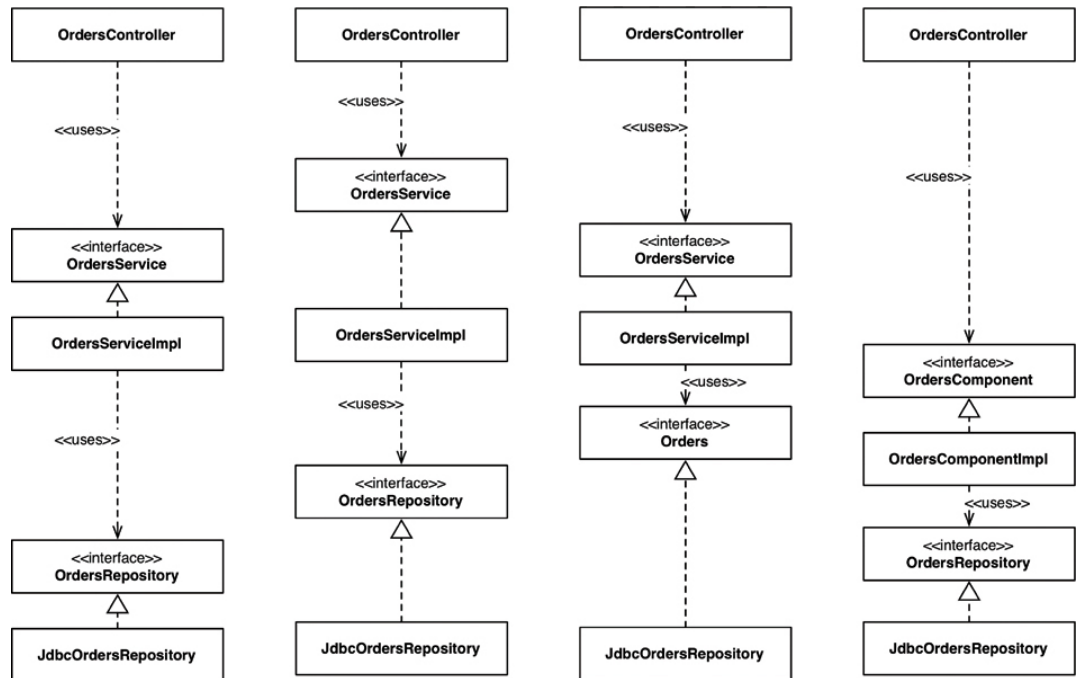 OrdersController
<<uses>>
<<interface>>
OrdersService
OrdersServiceImpl
<<uses>>
<<interface>>
OrdersRepository
JdbcOrdersRepository
OrdersController
<<uses>>
<<interface>>
OrdersService
OrdersServiceImpl
<<uses>>
<<interface>>
OrdersRepository
JdbcOrdersRepository
OrdersController
<<uses>>
<<interface>>
OrdersService
OrdersServiceImpl
<<uses>>
<<interface>>
Orders
JdbcOrdersRepository
OrdersController
<<uses>>
<<interface>>
OrdersComponent
OrdersComponentImpl
<<uses>>
<<interface>>
OrdersRepository
JdbcOrdersRepository